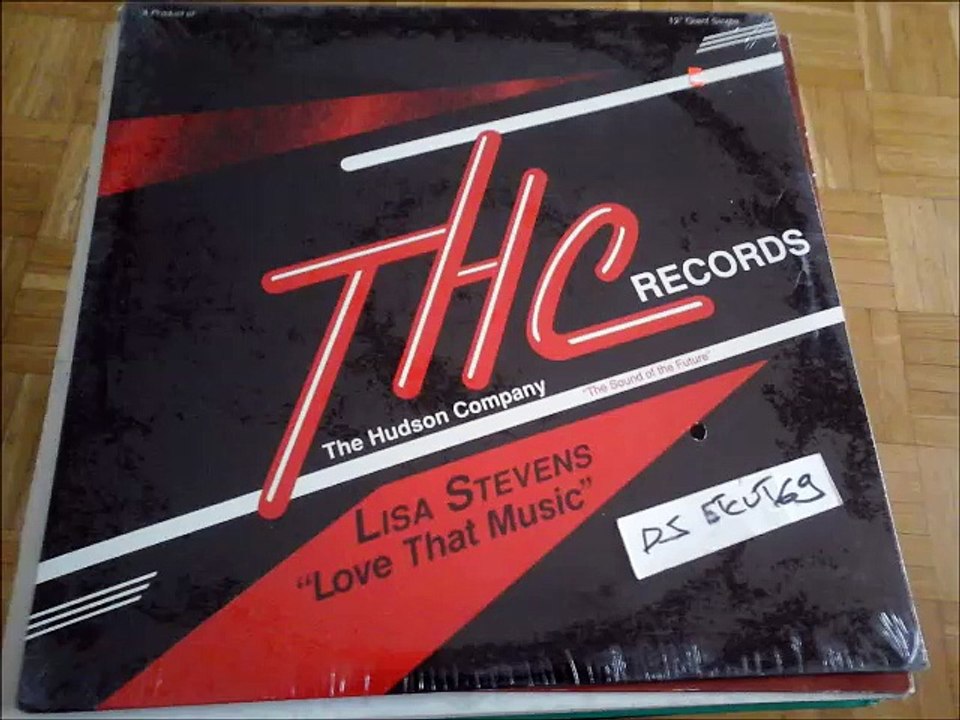 A Product of
12" Giant Single
THC
RECORDS
The Hudson Company
"The Sound of the Future"
LISA STEVENS
"Love That Music"
DJ